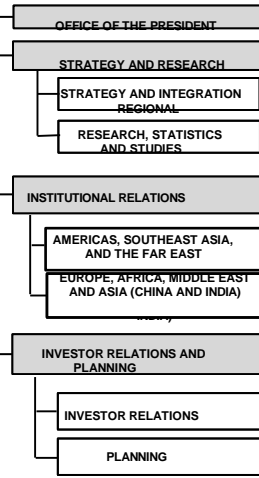 OFFICE OF THE PRESIDENT
STRATEGY AND RESEARCH
STRATEGY AND INTEGRATION
REGIONAL
RESEARCH, STATISTICS
AND STUDIES
INSTITUTIONAL RELATIONS
AMERICAS, SOUTHEAST ASIA,
AND THE FAR EAST
EUROPE, AFRICA, MIDDLE EAST
AND ASIA (CHINA AND INDIA)
INDIA)
INVESTOR RELATIONS AND
PLANNING
INVESTOR RELATIONS
PLANNING